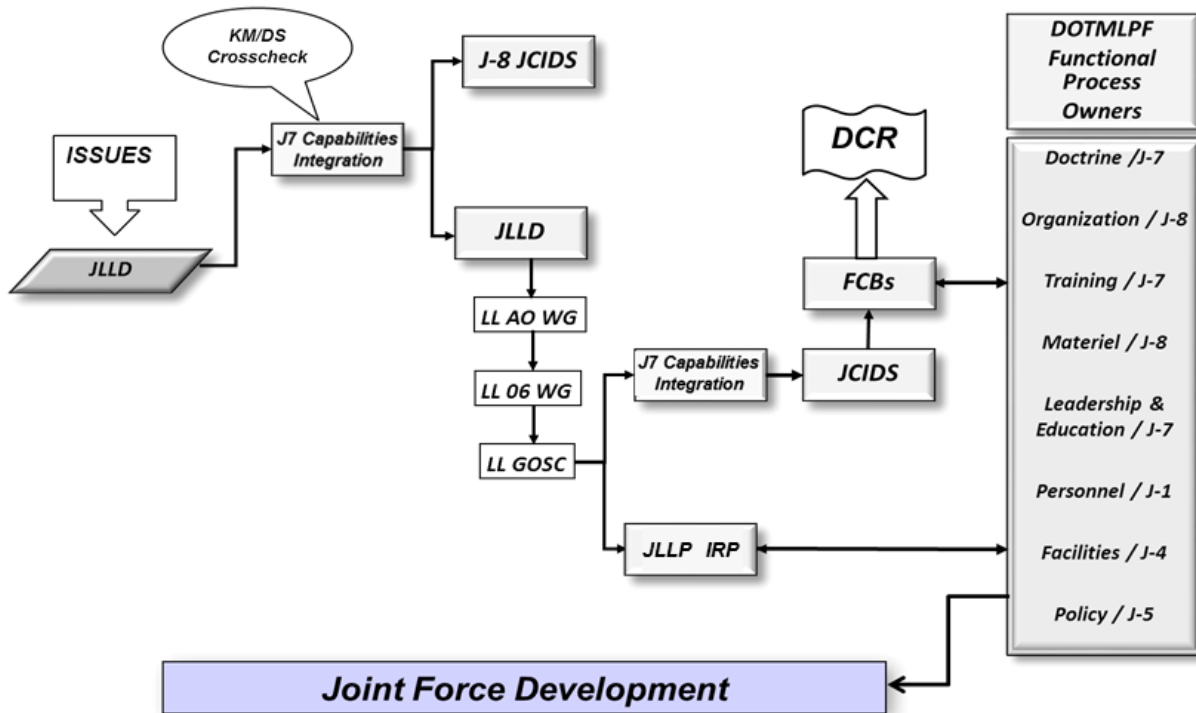 KM/DS
Crosscheck
J-8 JCIDS
DOTMLPF
Functional
Process
Owners
ISSUES
J7 Capabilities
Integration
DCR
JLLD
JLLD
LL AO WG
LL 06 WG
LL GOSC
J7 Capabilities
Integration
JCIDS
FCBs
JLLP IRP
Doctrine /J-7
Organization / J-8
Training / J-7
Materiel / J-8
Leadership &
Education / J-7
Personnel / J-1
Facilities / J-4
Policy / J-5
Joint Force Development